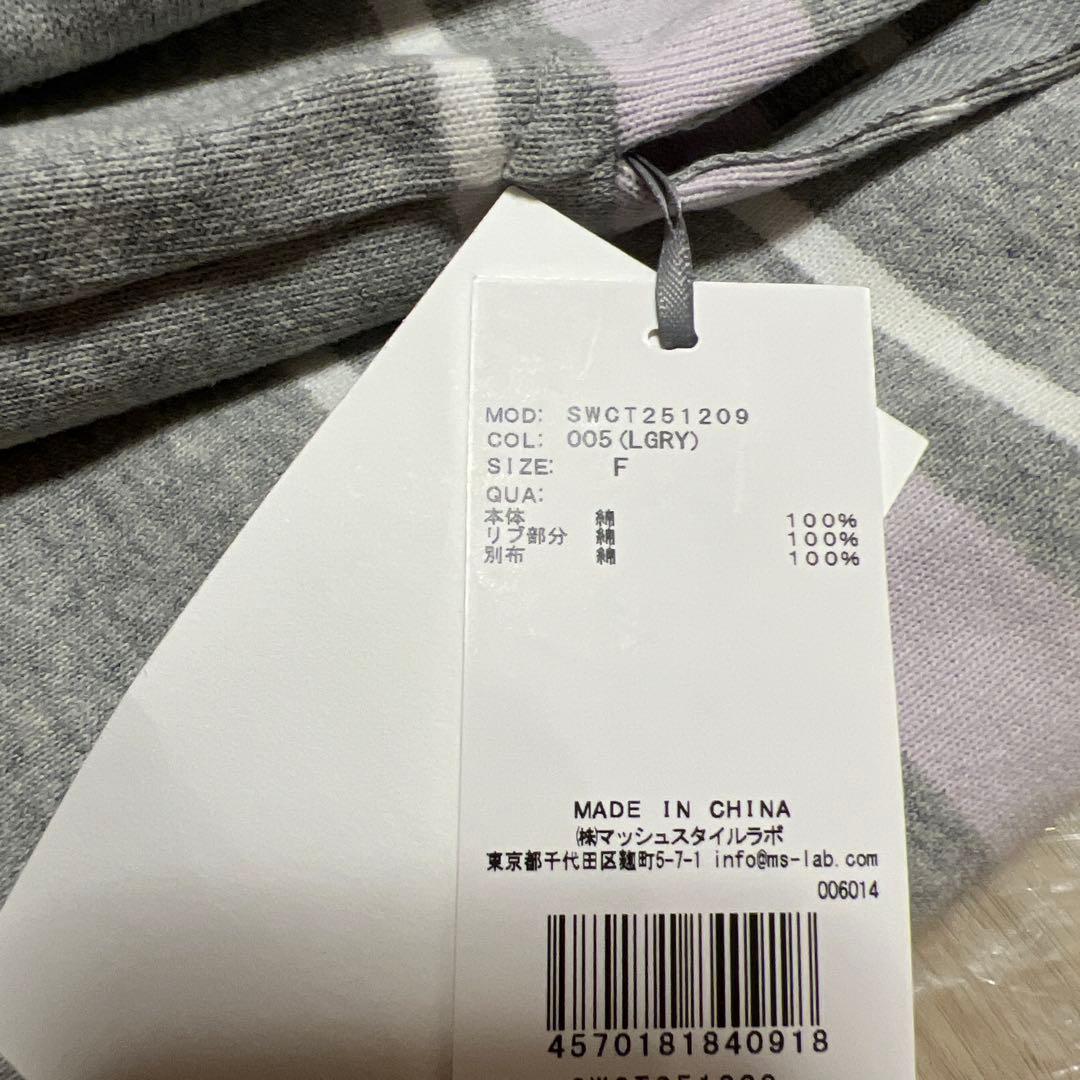 MOD: SWCT251209
COL: 005(LGRY)
SIZE: F
QUA:
本体 綿 100%
リブ部分 綿 100%
別布 綿 100%
MADE IN CHINA
㈱マッシュスタイルラボ
東京都千代田区麹町5-7-1 info@ms-lab.com
006014
4570181840918